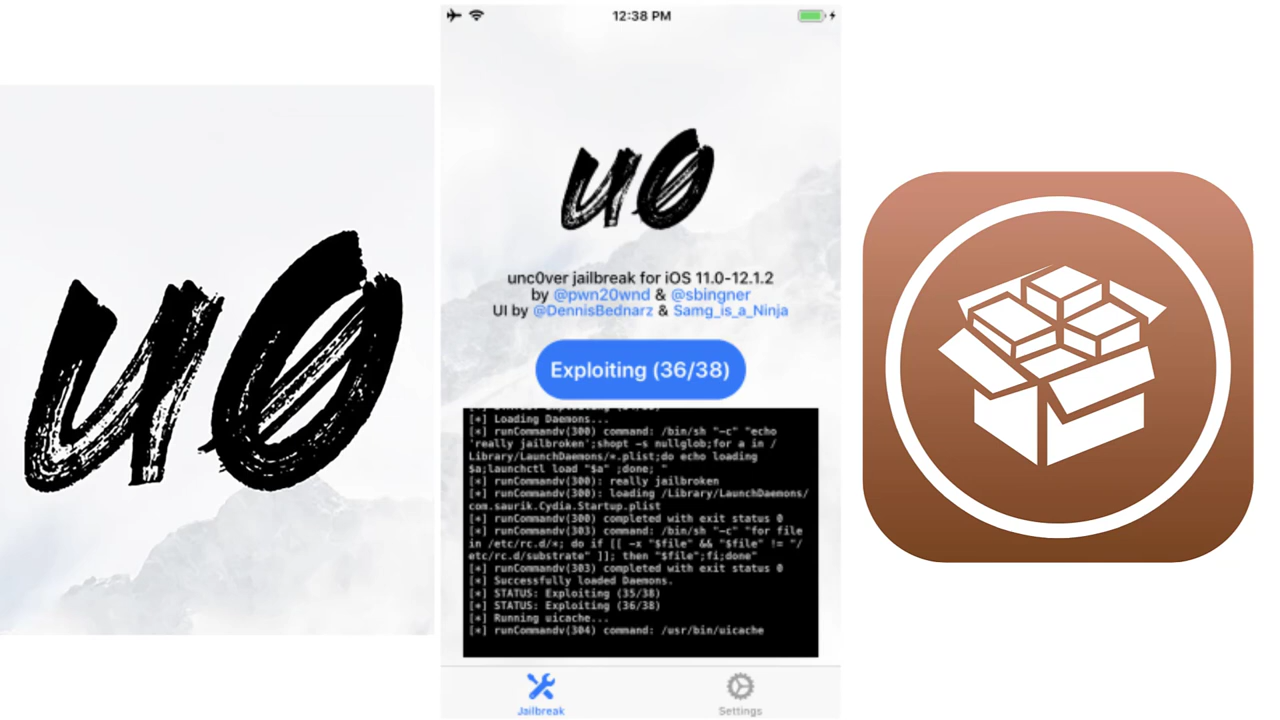 u0
12:38 PM
u0
unc0ver jailbreak for iOS 11.0-12.1.2
by @pwn20wnd & @sbingner
UI by @DennisBednarz & Samg_is_a_Ninja
Exploiting (36/38)
[*] Loading Daemons...
[*] runCommandv(300) command: /bin/sh "-c" "echo
'really jailbroken';shopt -s nullglob;for a in /
Library/LaunchDaemons/*.plist;do echo loading
$a;launchctl load "$a" ;done; "
[*] runCommandv(300): really jailbroken
[*] runCommandv(300): loading /Library/LaunchDaemons/
com.saurik.Cydia.Startup.plist
[*] runCommandv(300) completed with exit status 0
[*] runCommandv(303) command: /bin/sh "-c" "for file
in /etc/rc.d/*; do if [[ -x "$file" && "$file" != "/
etc/rc.d/substrate" ]]; then "$file";fi;done"
[*] runCommandv(303) completed with exit status 0
[*] Successfully loaded Daemons.
[*] STATUS: Exploiting (35/38)
[*] STATUS: Exploiting (36/38)
[*] Running uicache...
[*] runCommandv(304) command: /usr/bin/uicache
Jailbreak
Settings